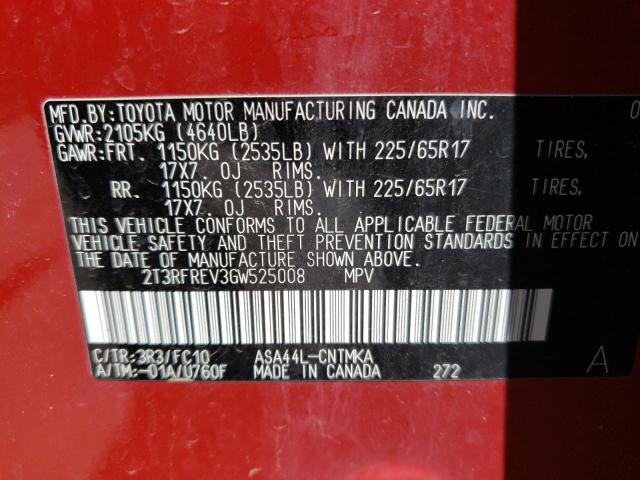 MFD.BY:TOYOTA MOTOR MANUFACTURING CANADA INC.
GVWR:2105KG (4640LB)
GAWR:FRT. 1150KG (2535LB) WITH 225/65R17 TIRES,
17X7. 0J RIMS.
RR. 1150KG (2535LB) WITH 225/65R17 TIRES,
17X7. 0J RIMS.
THIS VEHICLE CONFORMS TO ALL APPLICABLE FEDERAL MOTOR
VEHICLE SAFETY AND THEFT PREVENTION STANDARDS IN EFFECT ON
THE DATE OF MANUFACTURE SHOWN ABOVE.
2T3RFREV3GW525008 MPV
C/TR:3R3/FC10 ASA44L-CNTMKA A
A/TM:-01A/U760F MADE IN CANADA 272